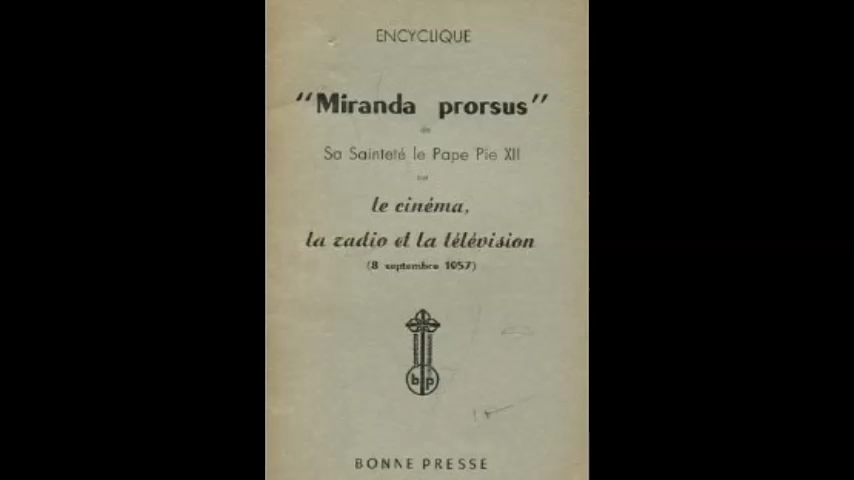 ENCYCLIQUE
"Miranda prorsus"
de
Sa Sainteté le Pape Pie XII
sur
le cinéma,
la radio et la télévision
(8 septembre 1957)
b p
BONNE PRESSE